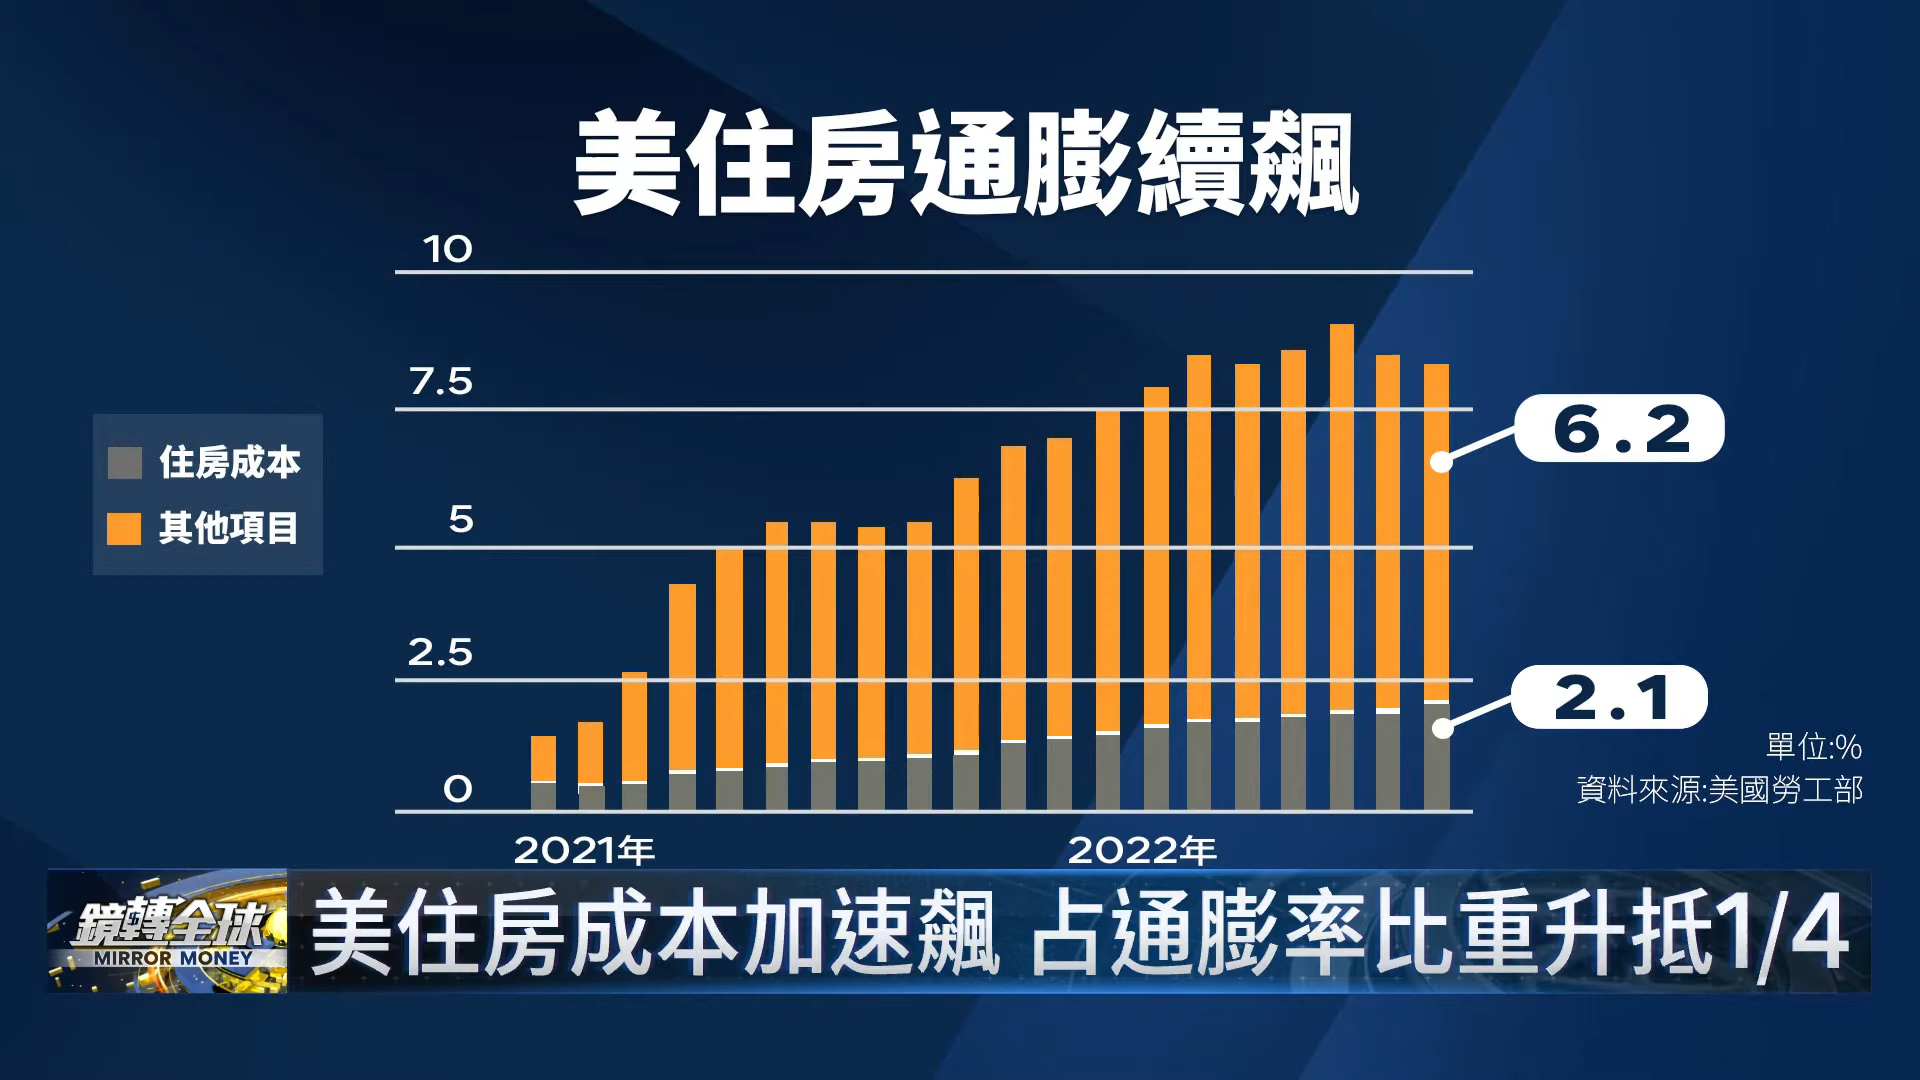 美住房通膨續飆
10
7.5
5
2.5
0
住房成本
其他項目
6.2
2.1
單位:%
資料來源:美國勞工部
2021年
2022年
鏡轉全球
MIRROR MONEY
美住房成本加速飆 占通膨率比重升抵1/4